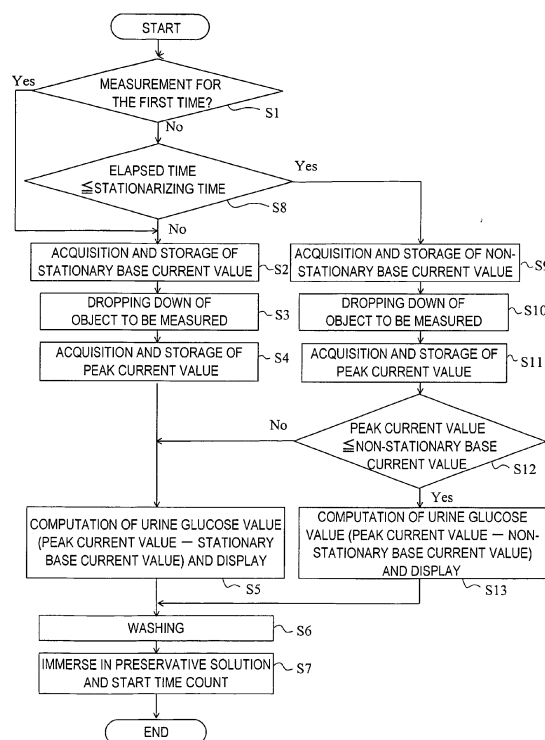 START
Yes
MEASUREMENT FOR
THE FIRST TIME?
S1
No
ELAPSED TIME
≦STATIONARIZING TIME
Yes
S8
No
ACQUISITION AND STORAGE OF
STATIONARY BASE CURRENT VALUE
S2
ACQUISITION AND STORAGE OF NON-
STATIONARY BASE CURRENT VALUE
S9
DROPPING DOWN OF
OBJECT TO BE MEASURED
S3
DROPPING DOWN OF
OBJECT TO BE MEASURED
S10
ACQUISITION AND STORAGE OF
PEAK CURRENT VALUE
S4
ACQUISITION AND STORAGE OF
PEAK CURRENT VALUE
S11
No
PEAK CURRENT VALUE
≦NON-STATIONARY BASE
CURRENT VALUE
S12
Yes
COMPUTATION OF URINE GLUCOSE VALUE
(PEAK CURRENT VALUE — STATIONARY
BASE CURRENT VALUE) AND DISPLAY
S5
COMPUTATION OF URINE GLUCOSE
VALUE (PEAK CURRENT VALUE — NON-
STATIONARY BASE CURRENT VALUE)
AND DISPLAY
S13
WASHING
S6
IMMERSE IN PRESERVATIVE SOLUTION
AND START TIME COUNT
S7
END